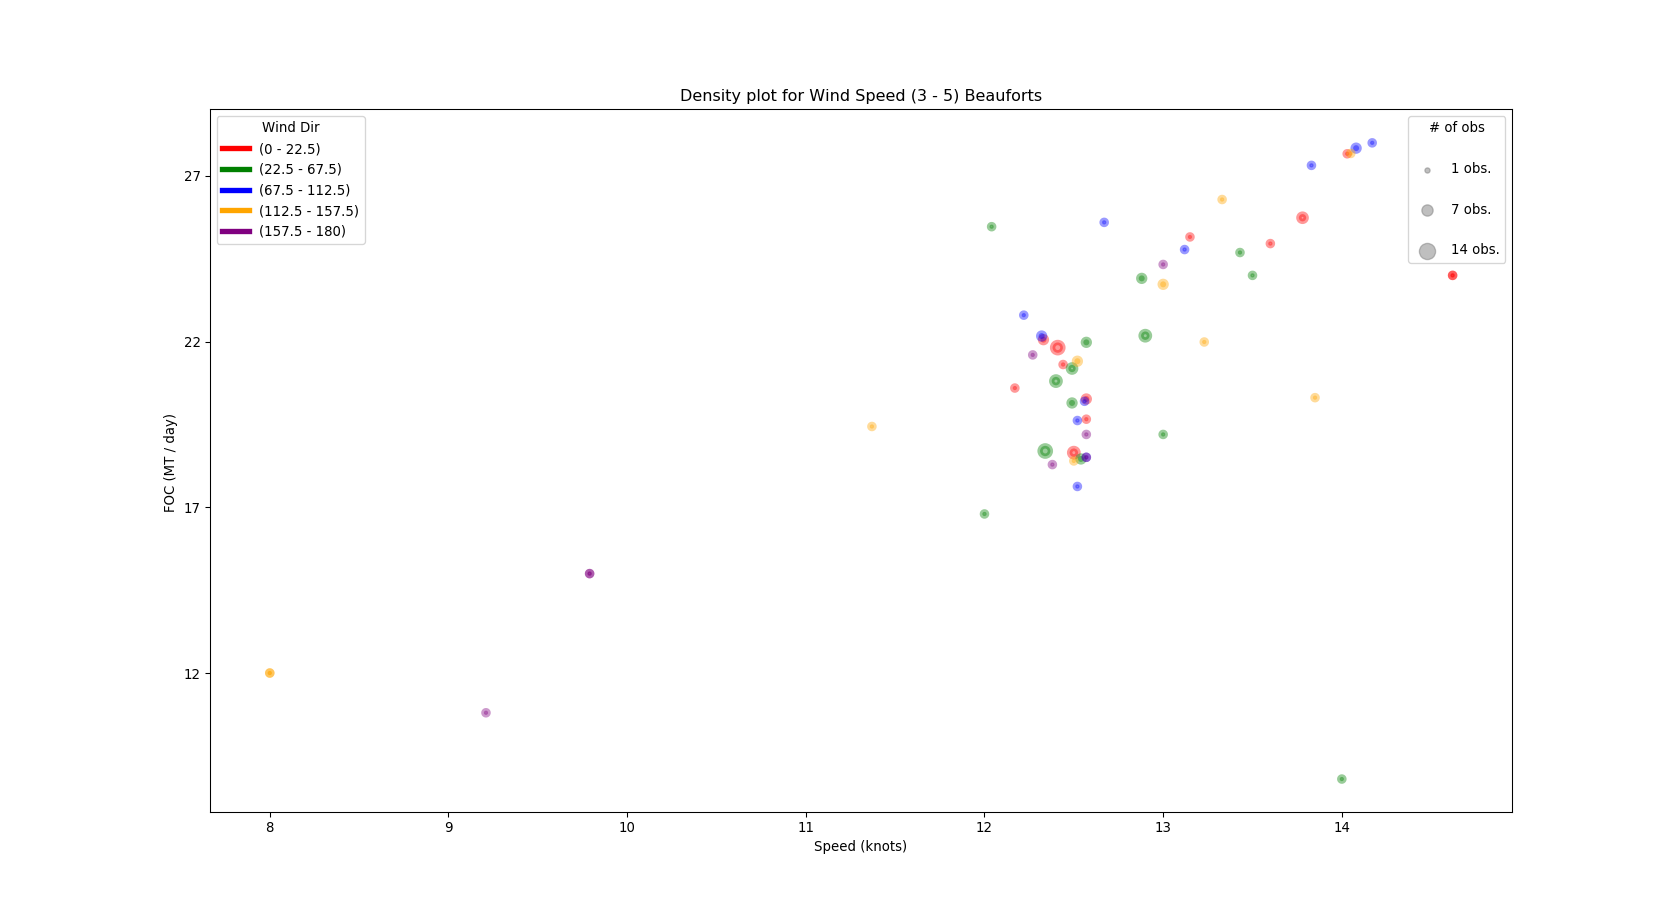 Density plot for Wind Speed (3 - 5) Beauforts
Wind Dir
(0 - 22.5)
(22.5 - 67.5)
(67.5 - 112.5)
(112.5 - 157.5)
(157.5 - 180)
# of obs
1 obs.
7 obs.
14 obs.
FOC (MT / day)
27
22
17
12
8
9
10
11
12
13
14
Speed (knots)